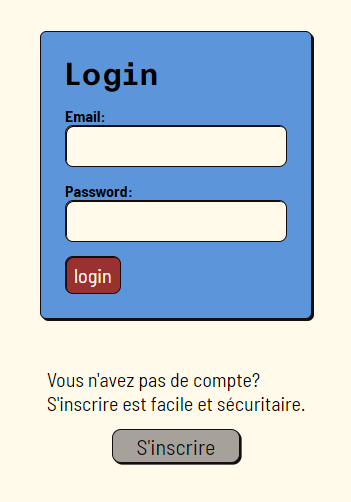 Login
Email:
Password:
login
Vous n'avez pas de compte?
S'inscrire est facile et sécuritaire.
S'inscrire